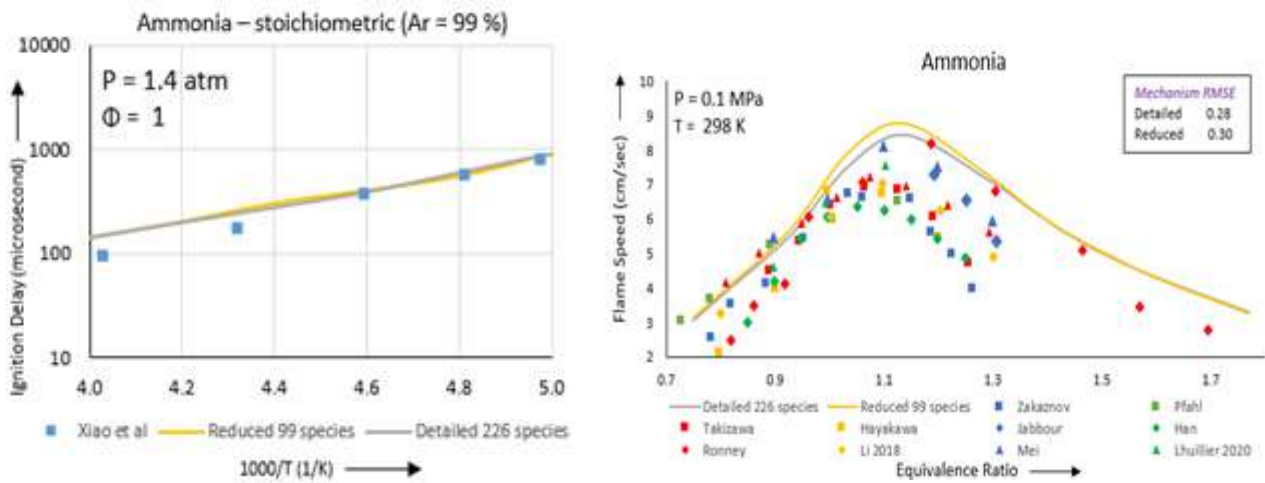 Ammonia – stoichiometric (Ar = 99 %)
10000
1000
100
10
Ignition Delay (microsecond)
P = 1.4 atm
Φ = 1
4.0 4.2 4.4 4.6 4.8 5.0
Xiao et al Reduced 99 species Detailed 226 species
1000/T (1/K)
Ammonia
10
9
8
7
6
5
4
3
2
Flame Speed (cm/sec)
P = 0.1 MPa
T = 298 K
Mechanism RMSE
Detailed 0.28
Reduced 0.30
0.7 0.9 1.1 1.3 1.5 1.7
Detailed 226 species Reduced 99 species Zakaznov Pfahl
Takizawa Hayakawa Jabbour Han
Ronney Li 2018 Mei Lhuillier 2020
Equivalence Ratio